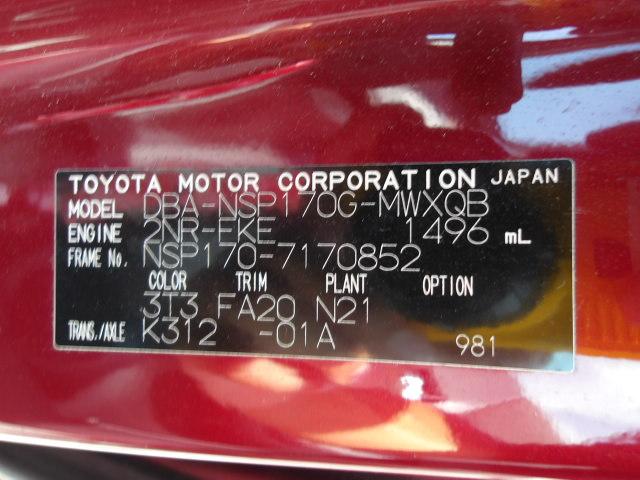 TOYOTA MOTOR CORPORATION JAPAN
MODEL DBA-NSP170G-MWXQB
ENGINE 2NR-FKE 1496 mL
FRAME No. NSP170-7170852
COLOR TRIM PLANT OPTION
3T3 FA20 N21
TRANS./AXLE K312 -01A
981